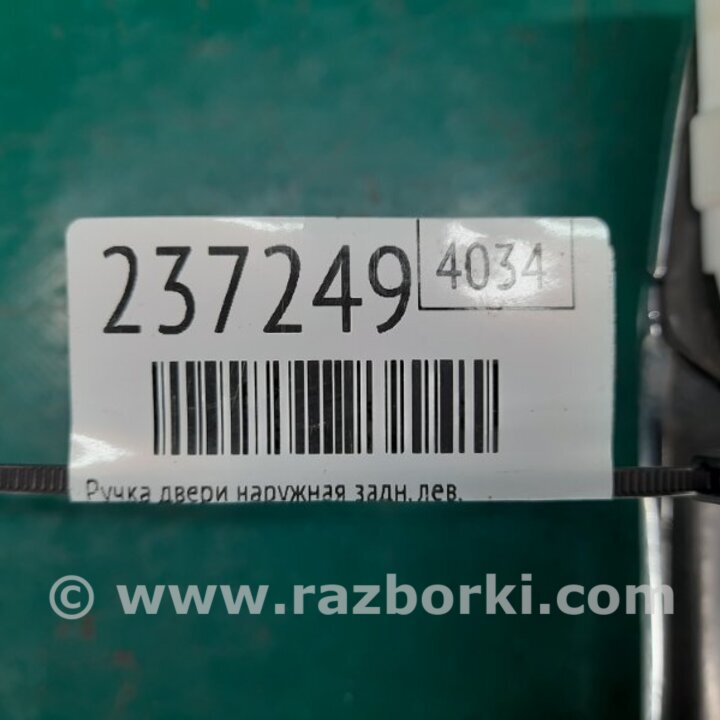 237249 4034
Ручка двери наружная задн. лев.
© www.razborki.com